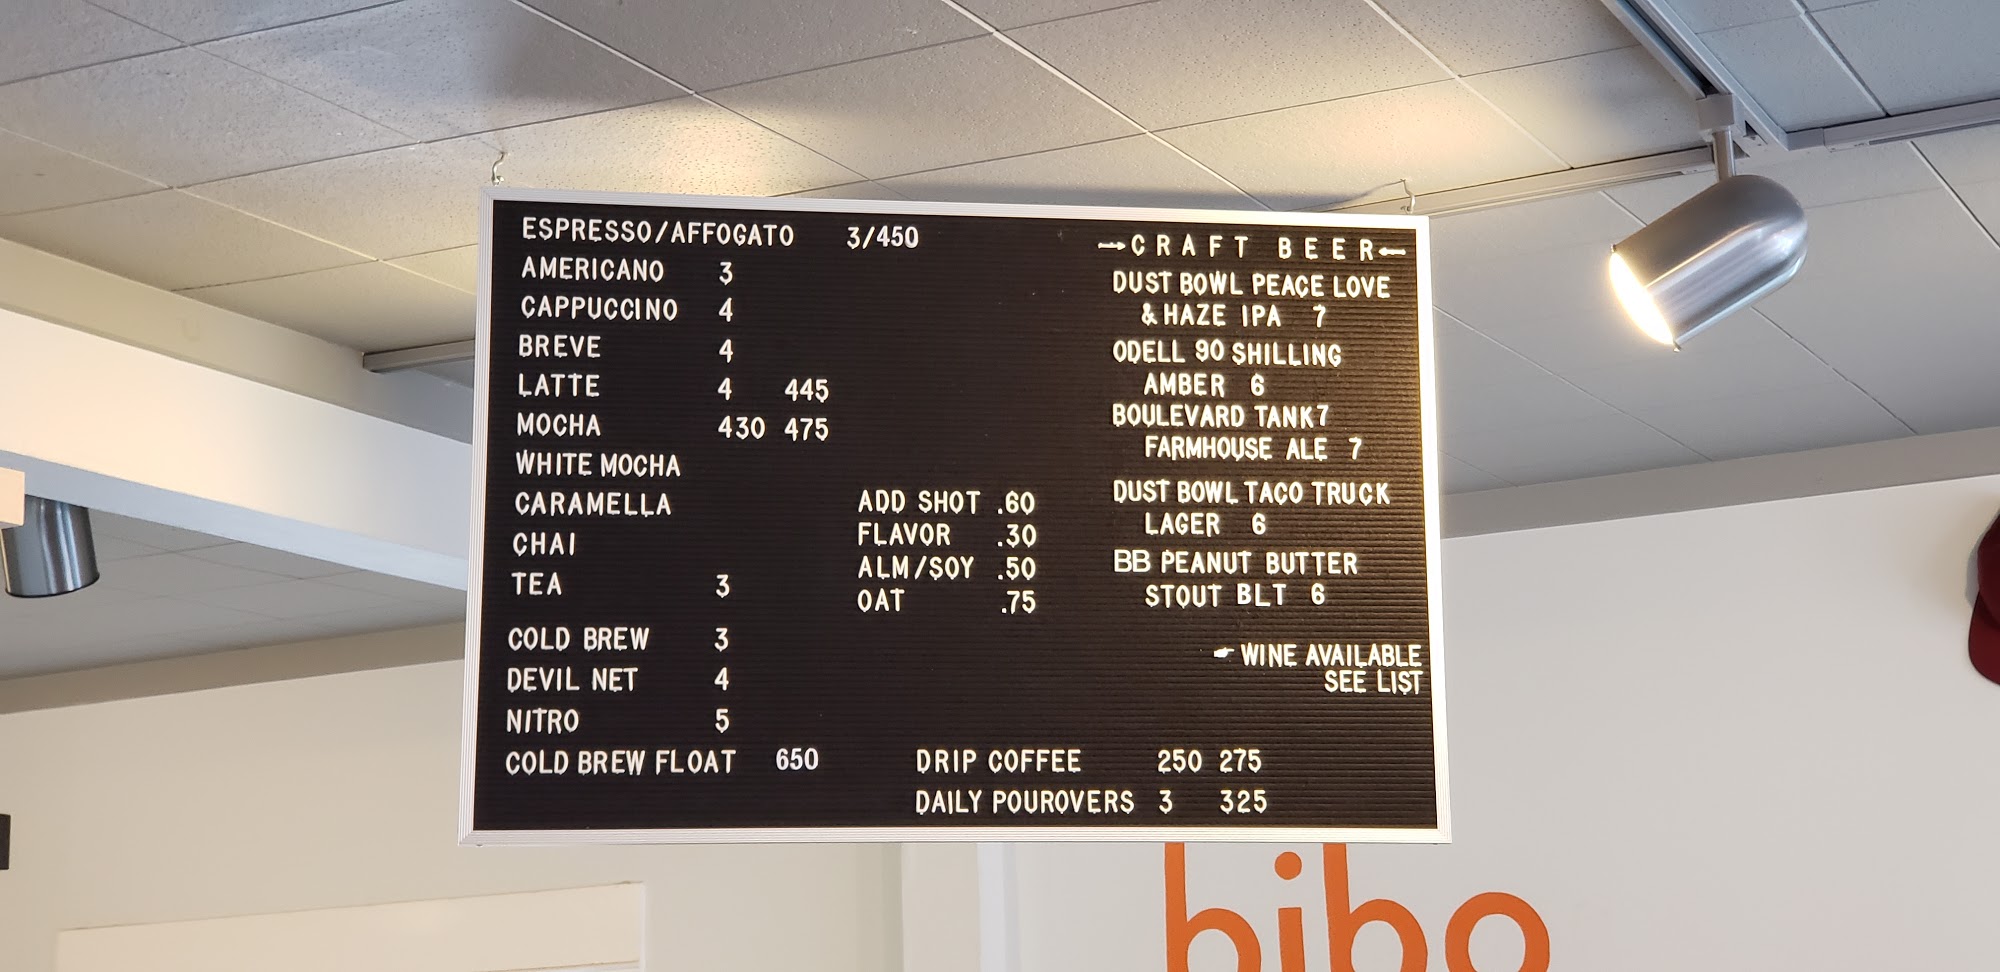 ESPRESSO/AFFOGATO 3/450
AMERICANO 3
CAPPUCCINO 4
BREVE 4
LATTE 4 445
MOCHA 430 475
WHITE MOCHA
CARAMELLA
CHAI
TEA 3
COLD BREW 3
DEVIL NET 4
NITRO 5
COLD BREW FLOAT 650
ADD SHOT .60
FLAVOR .30
ALM/SOY .50
OAT .75
DRIP COFFEE 250 275
DAILY POUROVERS 3 325
→CRAFT BEER←
DUST BOWL PEACE LOVE
& HAZE IPA 7
ODELL 90 SHILLING
AMBER 6
BOULEVARD TANK7
FARMHOUSE ALE 7
DUST BOWL TACO TRUCK
LAGER 6
BB PEANUT BUTTER
STOUT BLT 6
☛ WINE AVAILABLE
SEE LIST
bibo